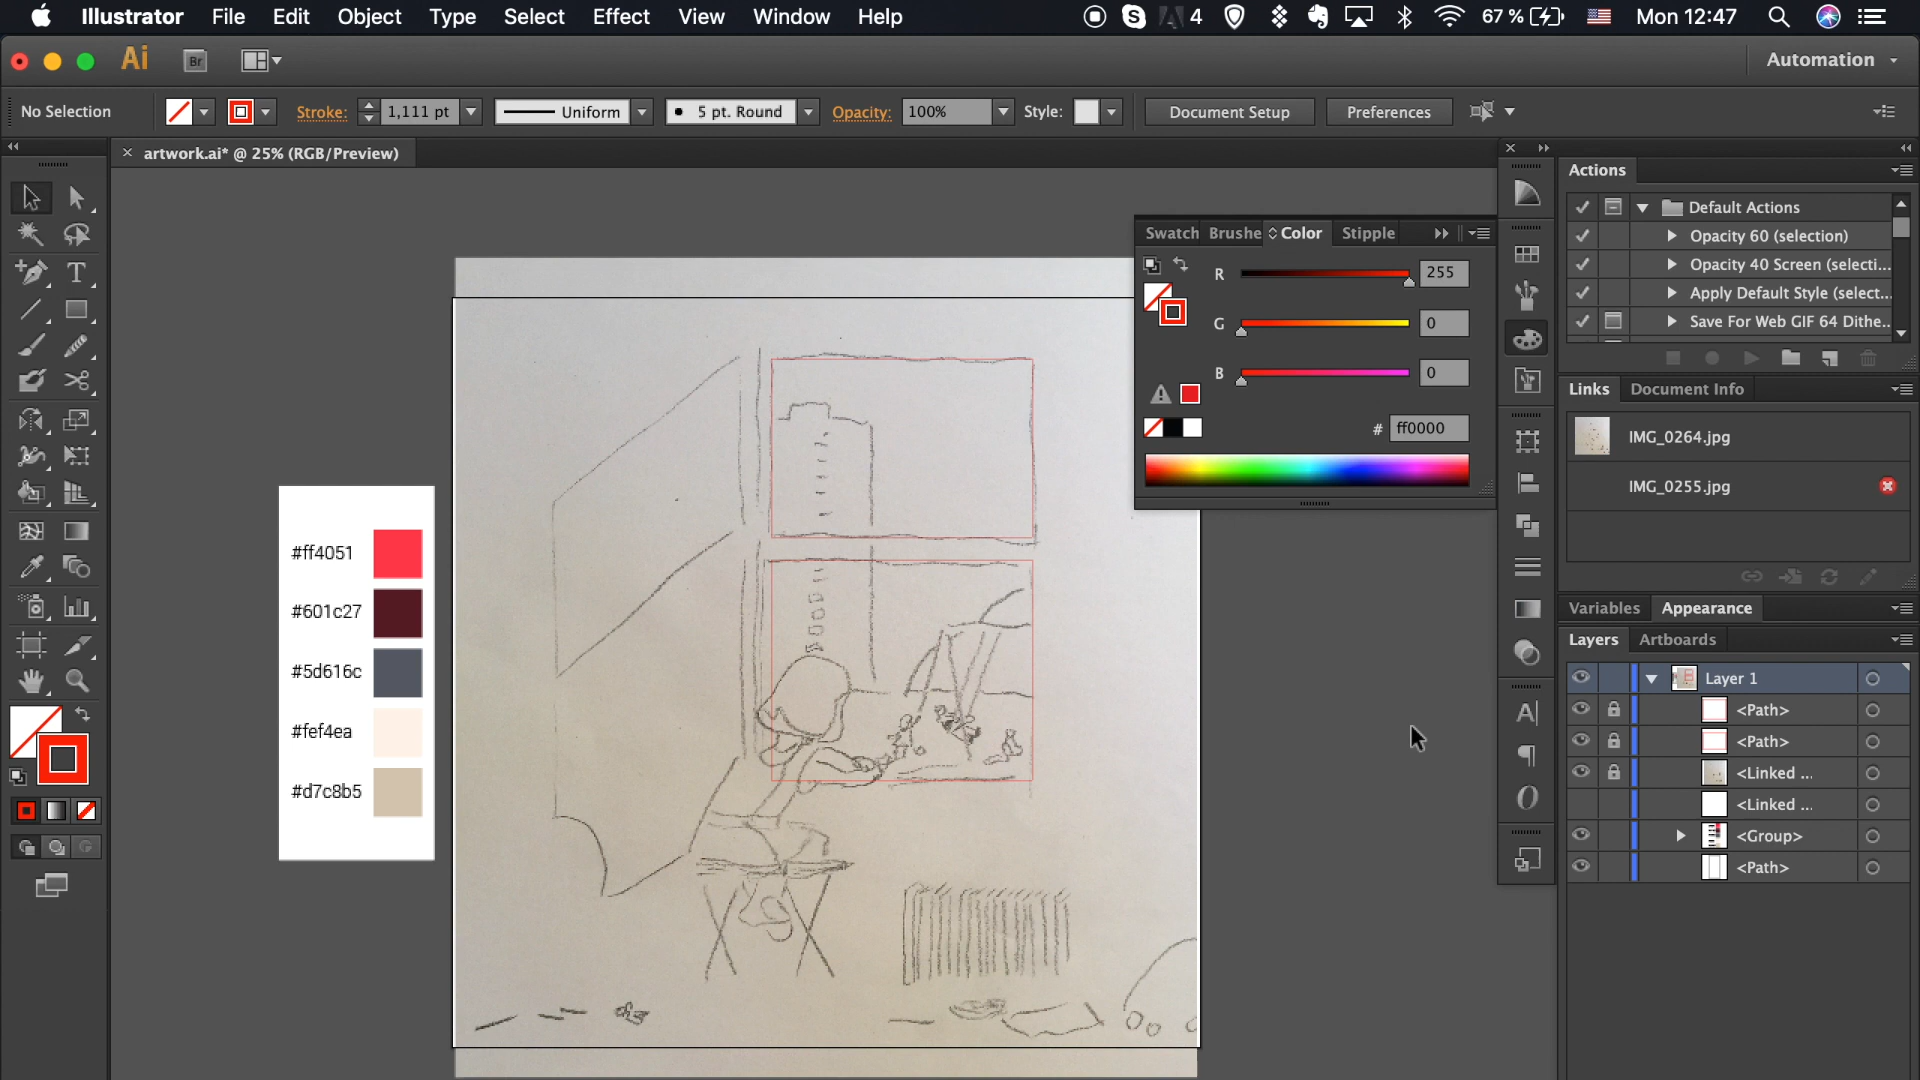 Illustrator File Edit Object Type Select Effect View Window Help 4 67 % Mon 12:47
Ai Br Automation
No Selection Stroke: 1,111 pt Uniform 5 pt. Round Opacity: 100% Style: Document Setup Preferences
artwork.ai* @ 25% (RGB/Preview)
Actions
Default Actions
Opacity 60 (selection)
Opacity 40 Screen (selecti...
Apply Default Style (select...
Save For Web GIF 64 Dithe...
Swatch Brushe Color Stipple
R 255
G 0
B 0
# ff0000
Links Document Info
IMG_0264.jpg
IMG_0255.jpg
#ff4051
#601c27
#5d616c
#fef4ea
#d7c8b5
Variables Appearance
Layers Artboards
Layer 1
<Path>
<Path>
<Linked ...
<Linked ...
<Group>
<Path>